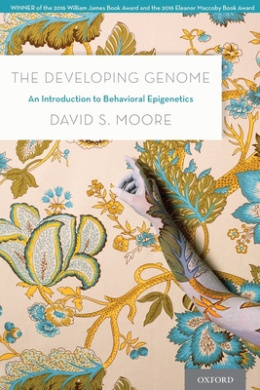 WINNER of the 2016 William James Book Award and the 2016 Eleanor Maccoby Book Award
THE DEVELOPING GENOME
An Introduction to Behavioral Epigenetics
DAVID S. MOORE
OXFORD